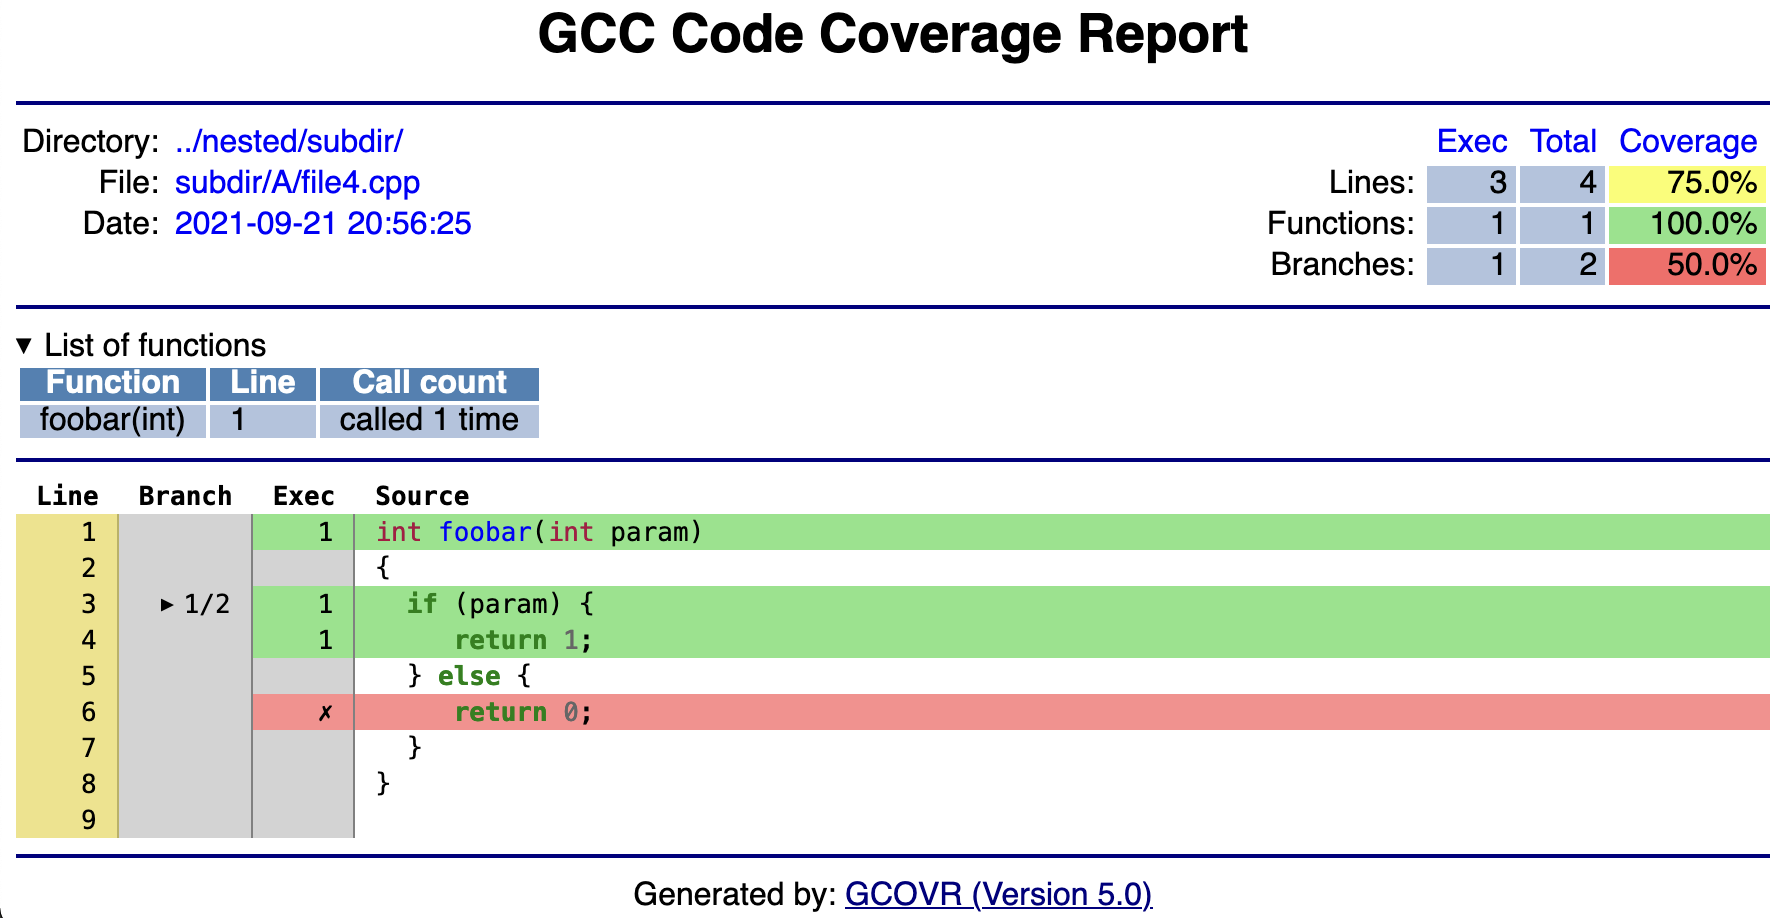 GCC Code Coverage Report
Directory: ../nested/subdir/
File: subdir/A/file4.cpp
Date: 2021-09-21 20:56:25
Exec Total Coverage
Lines: 3 4 75.0%
Functions: 1 1 100.0%
Branches: 1 2 50.0%
▼ List of functions
Function Line Call count
foobar(int) 1 called 1 time
Line Branch Exec Source
1 1 int foobar(int param)
2 {
3 ▶ 1/2 1 if (param) {
4 1 return 1;
5 } else {
6 ✗ return 0;
7 }
8 }
9
Generated by: GCOVR (Version 5.0)